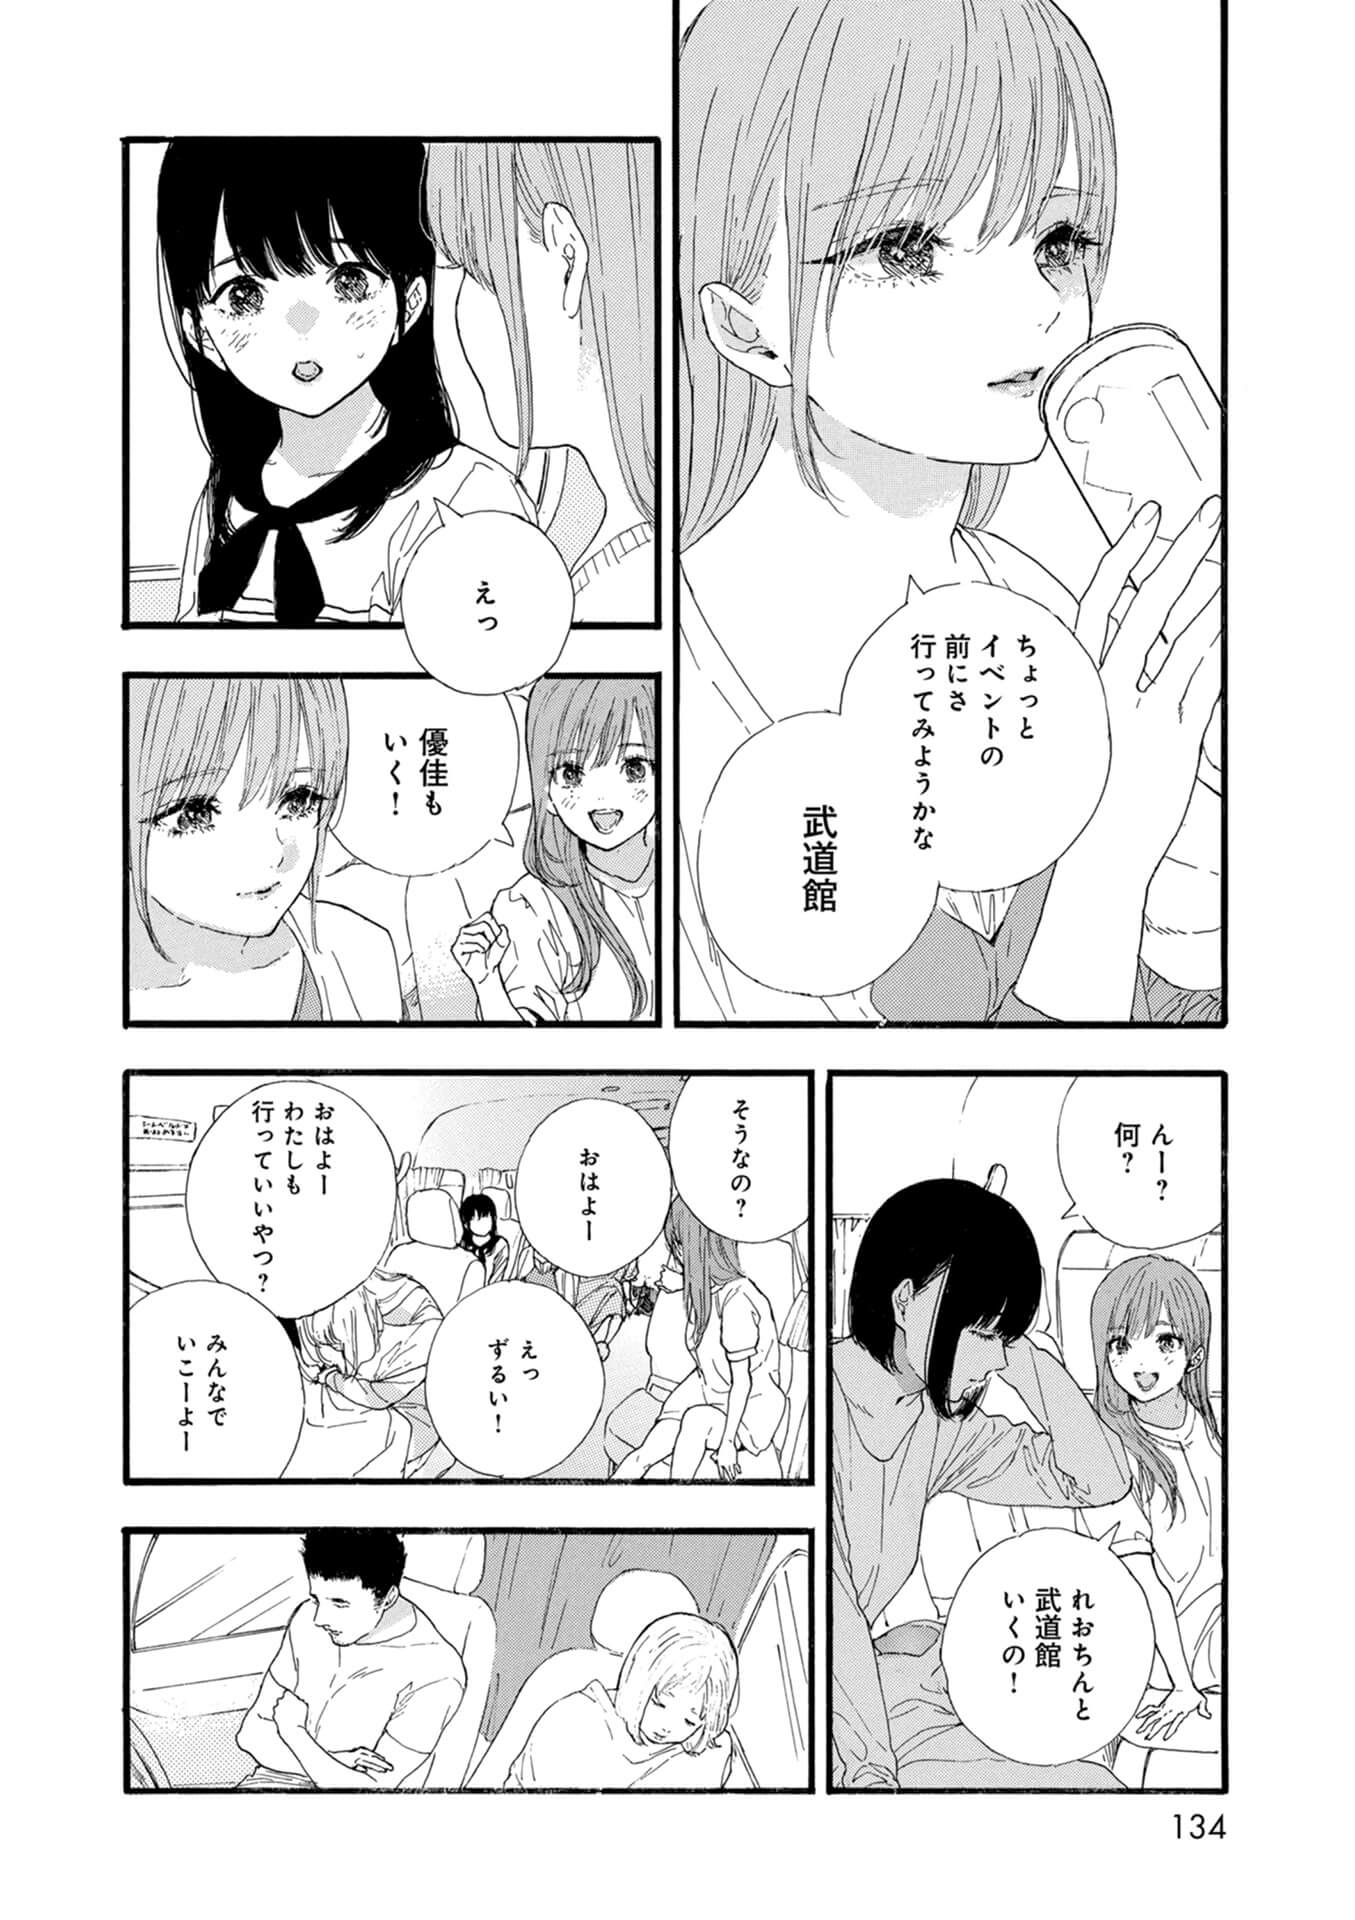 ちょっと
イベントの
前にさ
行ってみようかな
武道館
えっ
優佳も
いく！
んー？
何？
れおちんと
武道館
いくの！
そうなの？
おはよー
えっ
ずるい！
おはよー
わたしも
行っていいやつ？
みんなで
いこーよー
134